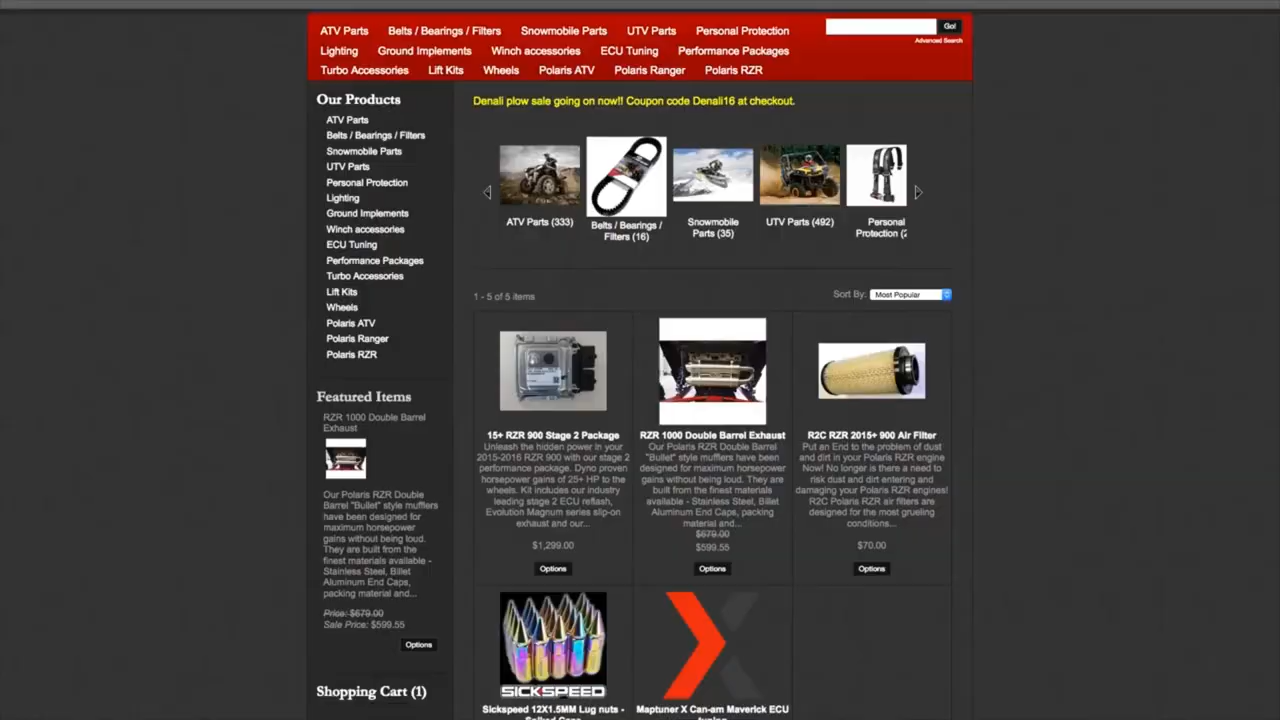 ATV Parts Belts / Bearings / Filters Snowmobile Parts UTV Parts Personal Protection
Go!
Advanced Search
Lighting Ground Implements Winch accessories ECU Tuning Performance Packages
Turbo Accessories Lift Kits Wheels Polaris ATV Polaris Ranger Polaris RZR
Our Products
ATV Parts
Belts / Bearings / Filters
Snowmobile Parts
UTV Parts
Personal Protection
Lighting
Ground Implements
Winch accessories
ECU Tuning
Performance Packages
Turbo Accessories
Lift Kits
Wheels
Polaris ATV
Polaris Ranger
Polaris RZR
Featured Items
RZR 1000 Double Barrel
Exhaust
Our Polaris RZR Double
Barrel "Bullet" style mufflers
have been designed for
maximum horsepower
gains without being loud.
They are built from the
finest materials available -
Stainless Steel, Billet
Aluminum End Caps,
packing material and...
Price: $679.00
Sale Price: $599.55
Options
Shopping Cart (1)
Denali plow sale going on now!! Coupon code Denali16 at checkout.
ATV Parts (333)
Belts / Bearings /
Filters (16)
Snowmobile
Parts (35)
UTV Parts (492)
Personal
Protection (2
1 - 5 of 5 items
Sort By: Most Popular
15+ RZR 900 Stage 2 Package
Unleash the hidden power in your
2015-2016 RZR 900 with our stage 2
performance package. Dyno proven
horsepower gains of 25+ HP to the
wheels. Kit includes our industry
leading stage 2 ECU reflash,
Evolution Magnum series slip-on
exhaust and our...
$1,299.00
Options
RZR 1000 Double Barrel Exhaust
Our Polaris RZR Double Barrel
"Bullet" style mufflers have been
designed for maximum horsepower
gains without being loud. They are
built from the finest materials
available - Stainless Steel, Billet
Aluminum End Caps, packing
material and...
$679.00
$599.55
Options
R2C RZR 2015+ 900 Air Filter
Put an End to the problem of dust
and dirt in your Polaris RZR engine
Now! No longer is there a need to
risk dust and dirt entering and
damaging your Polaris RZR engines!
R2C Polaris RZR air filters are
designed for the most grueling
conditions...
$70.00
Options
SICKSPEED
Sickspeed 12X1.5MM Lug nuts -
Spiked Caps
Maptuner X Can-am Maverick ECU
tuning